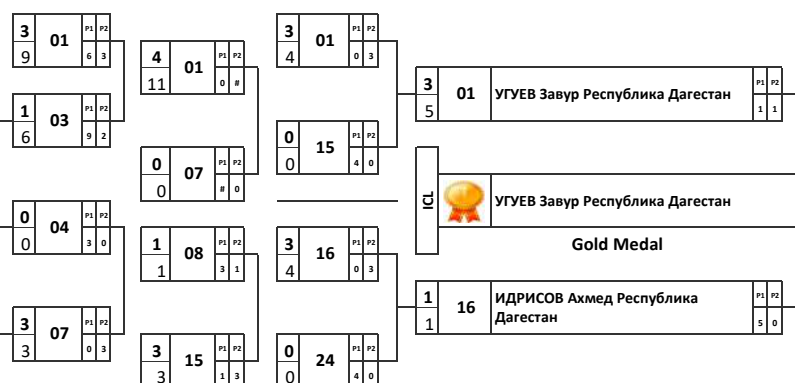 3 01 P1 P2
9 6 3
1 03 P1 P2
6 9 2
0 04 P1 P2
0 3 0
3 07 P1 P2
3 0 3
4 01 P1 P2
11 0 #
0 07 P1 P2
0 # 0
1 08 P1 P2
1 3 1
3 15 P1 P2
3 1 3
3 01 P1 P2
4 0 3
0 15 P1 P2
0 4 0
3 16 P1 P2
4 0 3
0 24 P1 P2
0 4 0
3 01 УГУЕВ Завур Республика Дагестан P1 P2
5 1 1
ICL УГУЕВ Завур Республика Дагестан
Gold Medal
1 16 ИДРИСОВ Ахмед Республика P1 P2
1 Дагестан 5 0